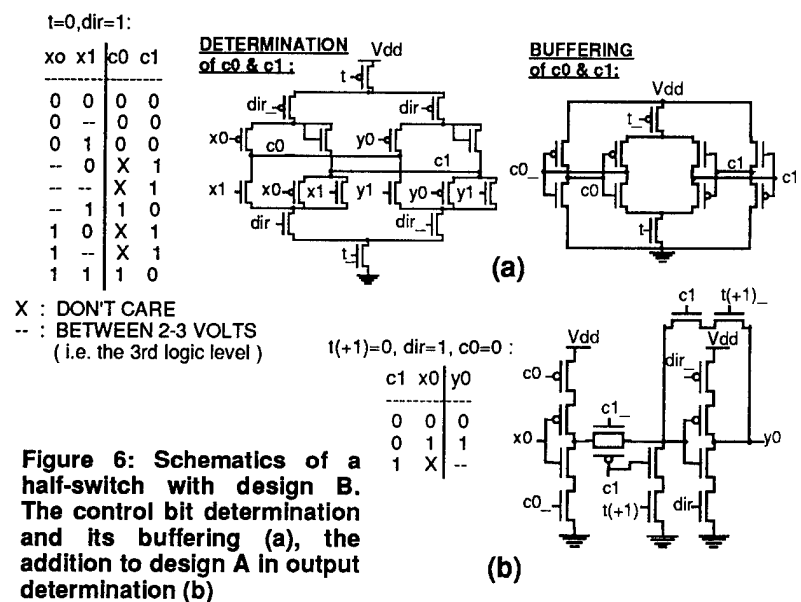 t=0,dir=1:
xo x1 c0 c1
0 0 0 0
0 -- 0 0
0 1 0 0
-- 0 X 1
-- -- X 1
-- 1 1 0
1 0 X 1
1 -- X 1
1 1 1 0
X : DON'T CARE
-- : BETWEEN 2-3 VOLTS
( i.e. the 3rd logic level )
DETERMINATION
of c0 & c1 :
Vdd
t
dir_ dir
x0 y0
c0_ c1
x1 x0 x1 y1 y0 y1
dir dir_
t_
BUFFERING
of c0 & c1:
Vdd
t_
c0_ c1_
c0 c1
t
(a)
t(+1)=0, dir=1, c0=0 :
c1 x0 y0
0 0 0
0 1 1
1 X --
c1 t(+1)_
Vdd Vdd
c0 dir_
c1_
x0 y0
c1
c0_ t(+1) dir
(b)
Figure 6: Schematics of a
half-switch with design B.
The control bit determination
and its buffering (a), the
addition to design A in output
determination (b)